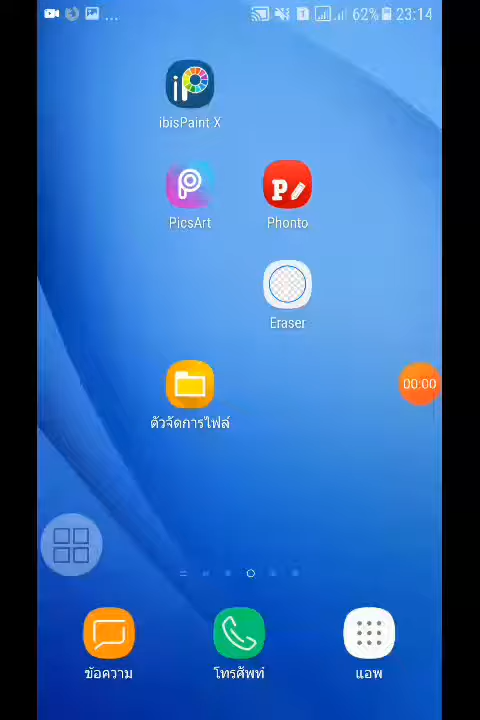 ... 1 62% 23:14
ibisPaint X
PicsArt
Phonto
Eraser
00:00
ตัวจัดการไฟล์
ข้อความ
โทรศัพท์
แอพ